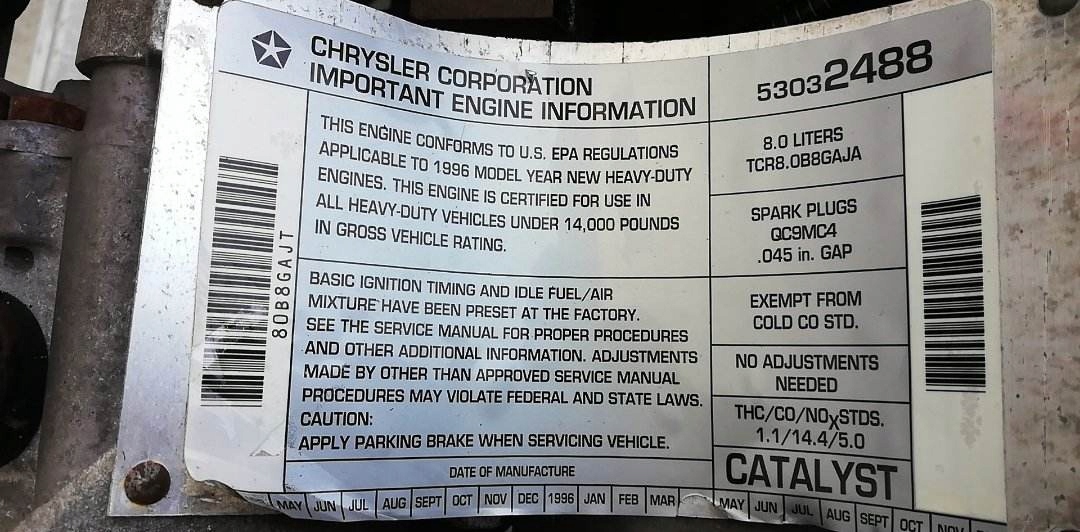 CHRYSLER CORPORATION
IMPORTANT ENGINE INFORMATION
53032488
THIS ENGINE CONFORMS TO U.S. EPA REGULATIONS
APPLICABLE TO 1996 MODEL YEAR NEW HEAVY-DUTY
ENGINES. THIS ENGINE IS CERTIFIED FOR USE IN
ALL HEAVY-DUTY VEHICLES UNDER 14,000 POUNDS
IN GROSS VEHICLE RATING.
8.0 LITERS
TCR8.0B8GAJA
SPARK PLUGS
QC9MC4
.045 in. GAP
80B8GAJT
BASIC IGNITION TIMING AND IDLE FUEL/AIR
MIXTURE HAVE BEEN PRESET AT THE FACTORY.
SEE THE SERVICE MANUAL FOR PROPER PROCEDURES
AND OTHER ADDITIONAL INFORMATION. ADJUSTMENTS
MADE BY OTHER THAN APPROVED SERVICE MANUAL
PROCEDURES MAY VIOLATE FEDERAL AND STATE LAWS.
CAUTION:
APPLY PARKING BRAKE WHEN SERVICING VEHICLE.
EXEMPT FROM
COLD CO STD.
NO ADJUSTMENTS
NEEDED
THC/CO/NOxSTDS.
1.1/14.4/5.0
CATALYST
DATE OF MANUFACTURE
MAY JUN JUL AUG SEPT OCT NOV DEC 1996 JAN FEB MAR MAY JUN JUL AUG SEPT OCT NOV